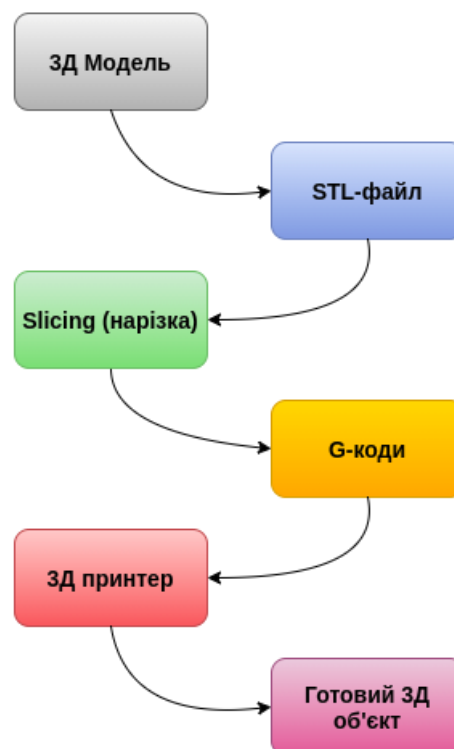 3Д Модель
STL-файл
Slicing (нарізка)
G-коди
3Д принтер
Готовий 3Д
об'єкт